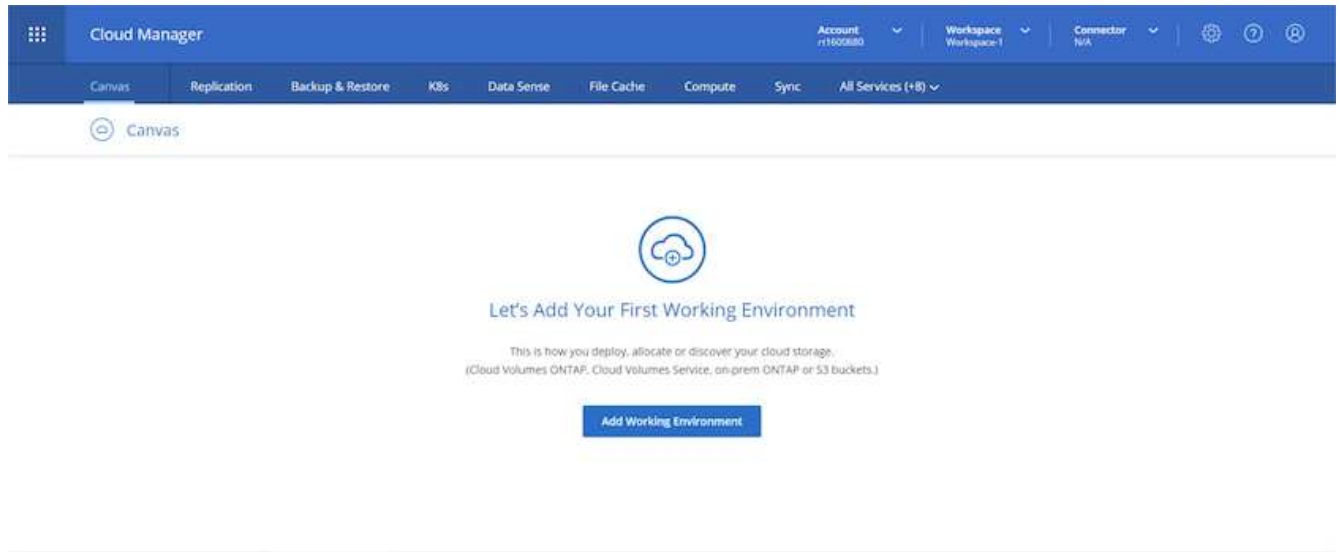 Cloud Manager
Account
rt1600880
Workspace
Workspace-1
Connector
N/A
Canvas
Replication
Backup & Restore
K8s
Data Sense
File Cache
Compute
Sync
All Services (+8)
Canvas
Let's Add Your First Working Environment
This is how you deploy, allocate or discover your cloud storage.
(Cloud Volumes ONTAP, Cloud Volumes Service, on-prem ONTAP or S3 buckets.)
Add Working Environment